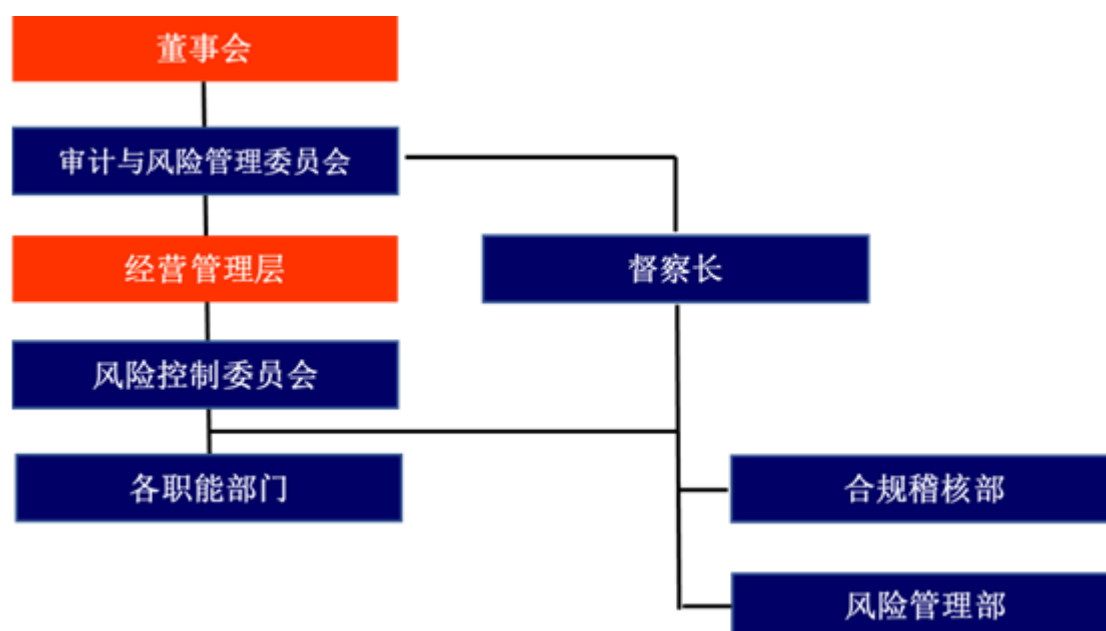 董事会
审计与风险管理委员会
经营管理层
督察长
风险控制委员会
各职能部门
合规稽核部
风险管理部